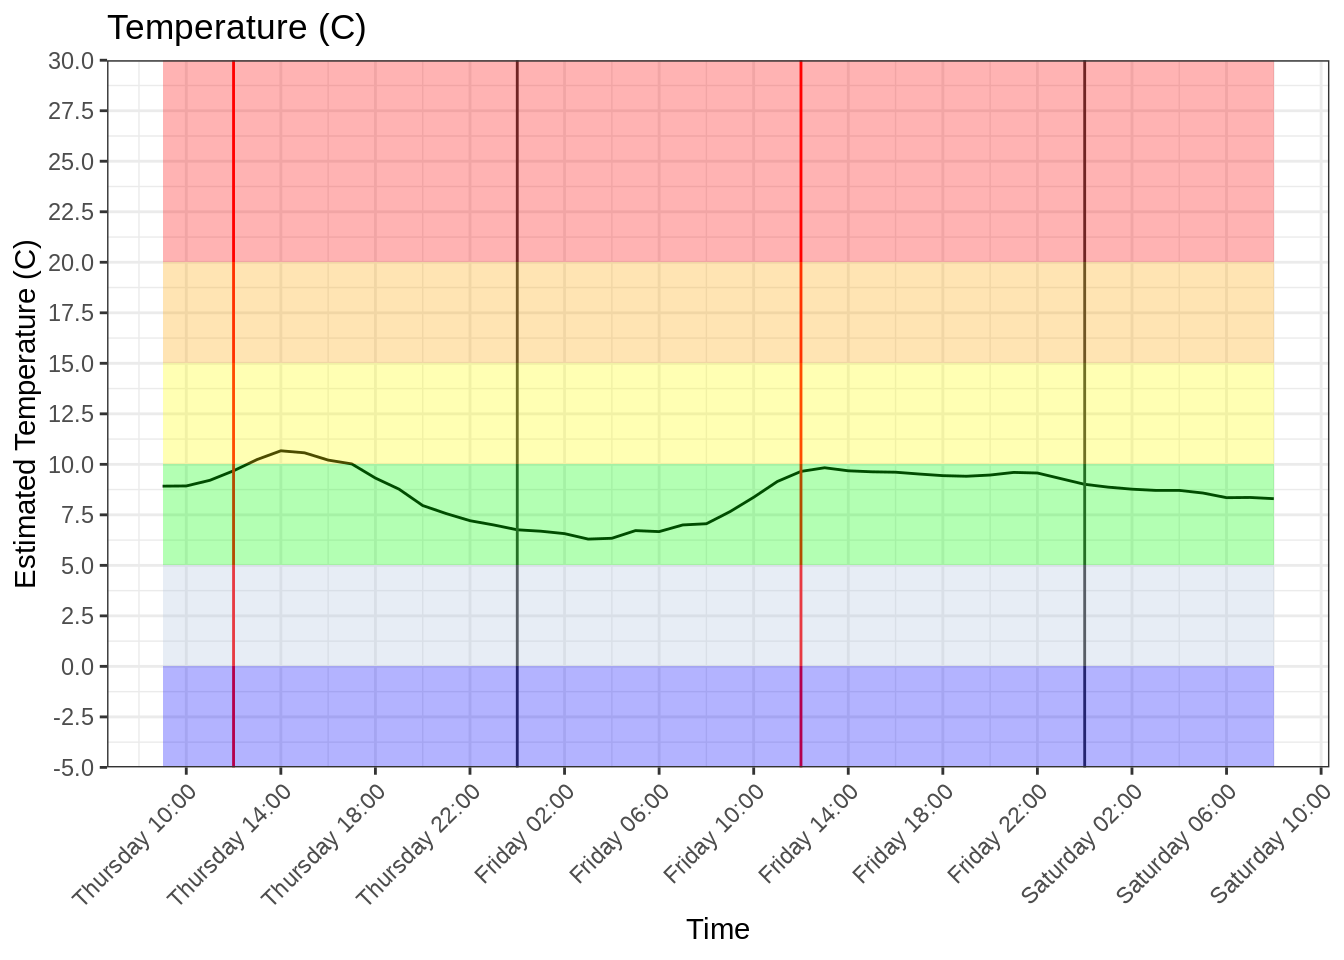 Temperature (C)
Estimated Temperature (C)
30.0
27.5
25.0
22.5
20.0
17.5
15.0
12.5
10.0
7.5
5.0
2.5
0.0
-2.5
-5.0
Thursday 10:00
Thursday 14:00
Thursday 18:00
Thursday 22:00
Friday 02:00
Friday 06:00
Friday 10:00
Friday 14:00
Friday 18:00
Friday 22:00
Saturday 02:00
Saturday 06:00
Saturday 10:00
Time